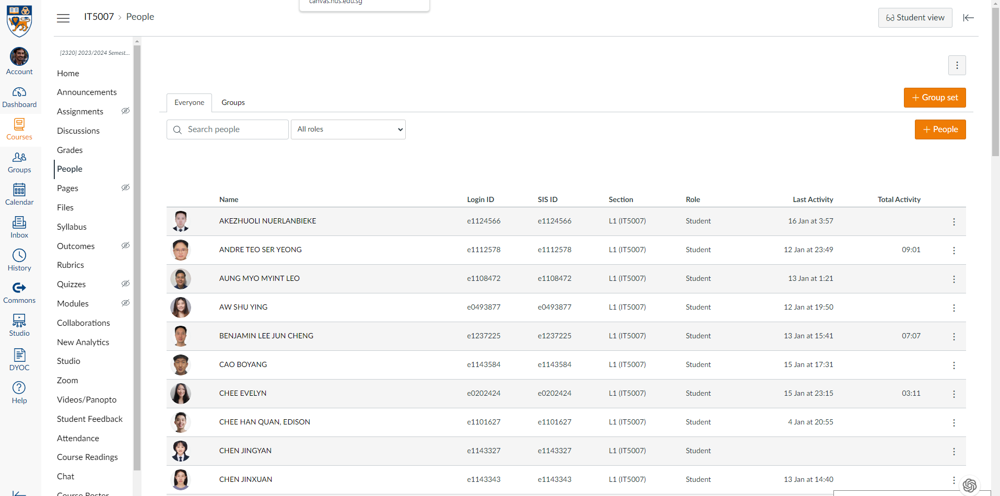 canvas.nus.edu.sg
IT5007 › People
Student view
Account
Dashboard
Courses
Groups
Calendar
Inbox
History
Commons
Studio
DYOC
Help
[2320] 2023/2024 Semest...
Home
Announcements
Assignments
Discussions
Grades
People
Pages
Files
Syllabus
Outcomes
Rubrics
Quizzes
Modules
Collaborations
New Analytics
Studio
Zoom
Videos/Panopto
Student Feedback
Attendance
Course Readings
Chat
Course Roster
Everyone Groups
+ Group set
Search people All roles
+ People
Name Login ID SIS ID Section Role Last Activity Total Activity
AKEZHUOLI NUERLANBIEKE e1124566 e1124566 L1 (IT5007) Student 16 Jan at 3:57
ANDRE TEO SER YEONG e1112578 e1112578 L1 (IT5007) Student 12 Jan at 23:49 09:01
AUNG MYO MYINT LEO e1108472 e1108472 L1 (IT5007) Student 13 Jan at 1:21
AW SHU YING e0493877 e0493877 L1 (IT5007) Student 12 Jan at 19:50
BENJAMIN LEE JUN CHENG e1237225 e1237225 L1 (IT5007) Student 13 Jan at 15:41 07:07
CAO BOYANG e1143584 e1143584 L1 (IT5007) Student 15 Jan at 17:31
CHEE EVELYN e0202424 e0202424 L1 (IT5007) Student 15 Jan at 23:15 03:11
CHEE HAN QUAN, EDISON e1101627 e1101627 L1 (IT5007) Student 4 Jan at 20:55
CHEN JINGYAN e1143327 e1143327 L1 (IT5007) Student
CHEN JINXUAN e1143343 e1143343 L1 (IT5007) Student 13 Jan at 14:40